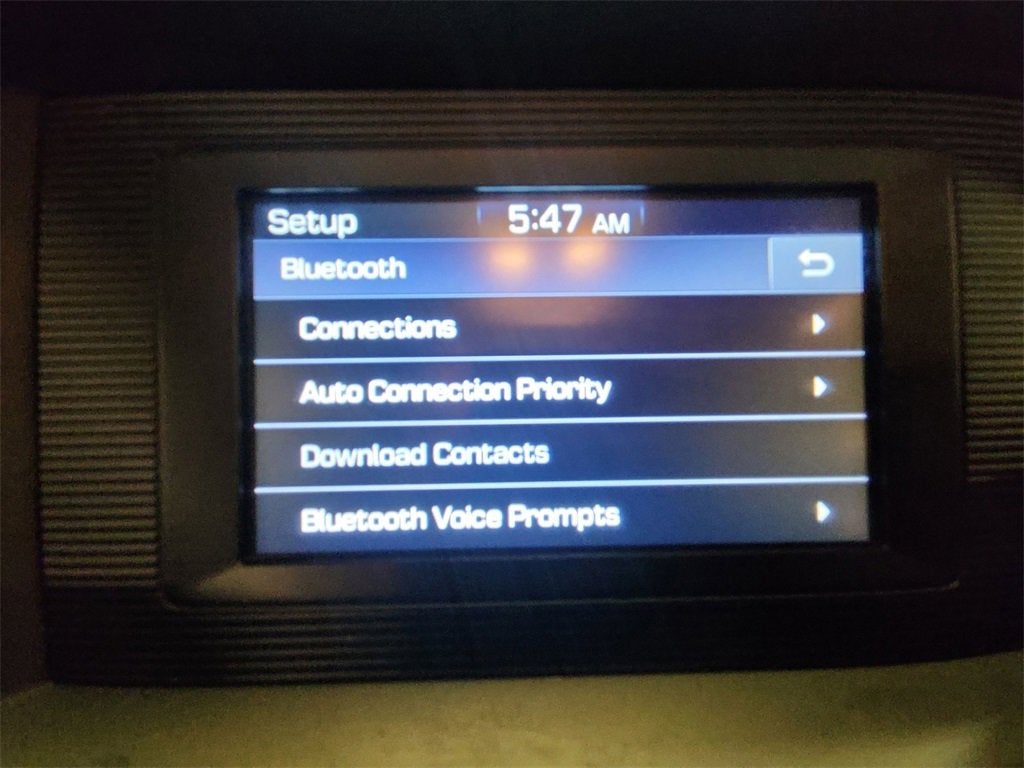 Setup
5:47 AM
Bluetooth
Connections
Auto Connection Priority
Download Contacts
Bluetooth Voice Prompts